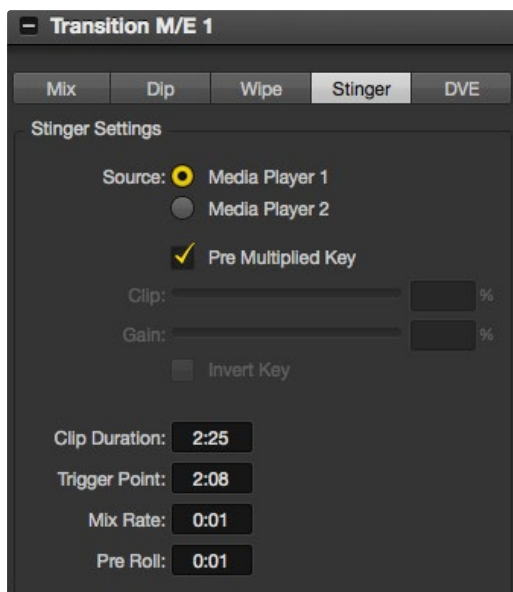 Transition M/E 1
Mix Dip Wipe Stinger DVE
Stinger Settings
Source: Media Player 1
Media Player 2
Pre Multiplied Key
Clip: %
Gain: %
Invert Key
Clip Duration: 2:25
Trigger Point: 2:08
Mix Rate: 0:01
Pre Roll: 0:01